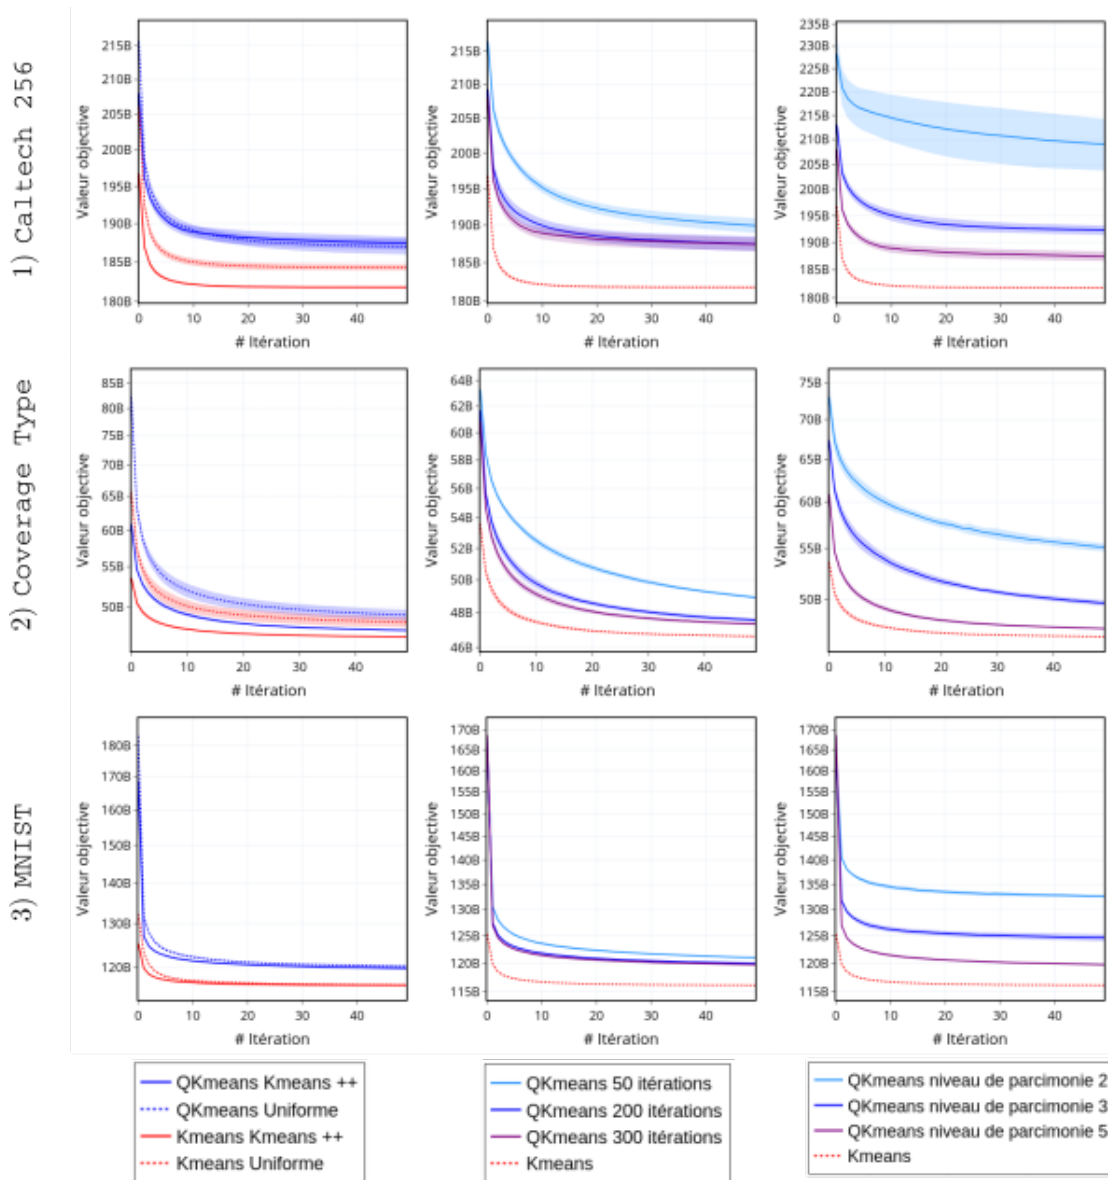 1) Caltech 256
Valeur objective
215B
210B
205B
200B
195B
190B
185B
180B
0 10 20 30 40
# Itération
Valeur objective
215B
210B
205B
200B
195B
190B
185B
180B
0 10 20 30 40
# Itération
Valeur objective
235B
230B
225B
220B
215B
210B
205B
200B
195B
190B
185B
180B
0 10 20 30 40
# Itération
2) Coverage Type
Valeur objective
85B
80B
75B
70B
65B
60B
55B
50B
0 10 20 30 40
# Itération
Valeur objective
64B
62B
60B
58B
56B
54B
52B
50B
48B
46B
0 10 20 30 40
# Itération
Valeur objective
75B
70B
65B
60B
55B
50B
0 10 20 30 40
# Itération
3) MNIST
Valeur objective
180B
170B
160B
150B
140B
130B
120B
0 10 20 30 40
# Itération
Valeur objective
170B
165B
160B
155B
150B
145B
140B
135B
130B
125B
120B
115B
0 10 20 30 40
# Itération
Valeur objective
170B
165B
160B
155B
150B
145B
140B
135B
130B
125B
120B
115B
0 10 20 30 40
# Itération
QKmeans Kmeans ++
QKmeans Uniforme
Kmeans Kmeans ++
Kmeans Uniforme
QKmeans 50 itérations
QKmeans 200 itérations
QKmeans 300 itérations
Kmeans
QKmeans niveau de parcimonie 2
QKmeans niveau de parcimonie 3
QKmeans niveau de parcimonie 5
Kmeans